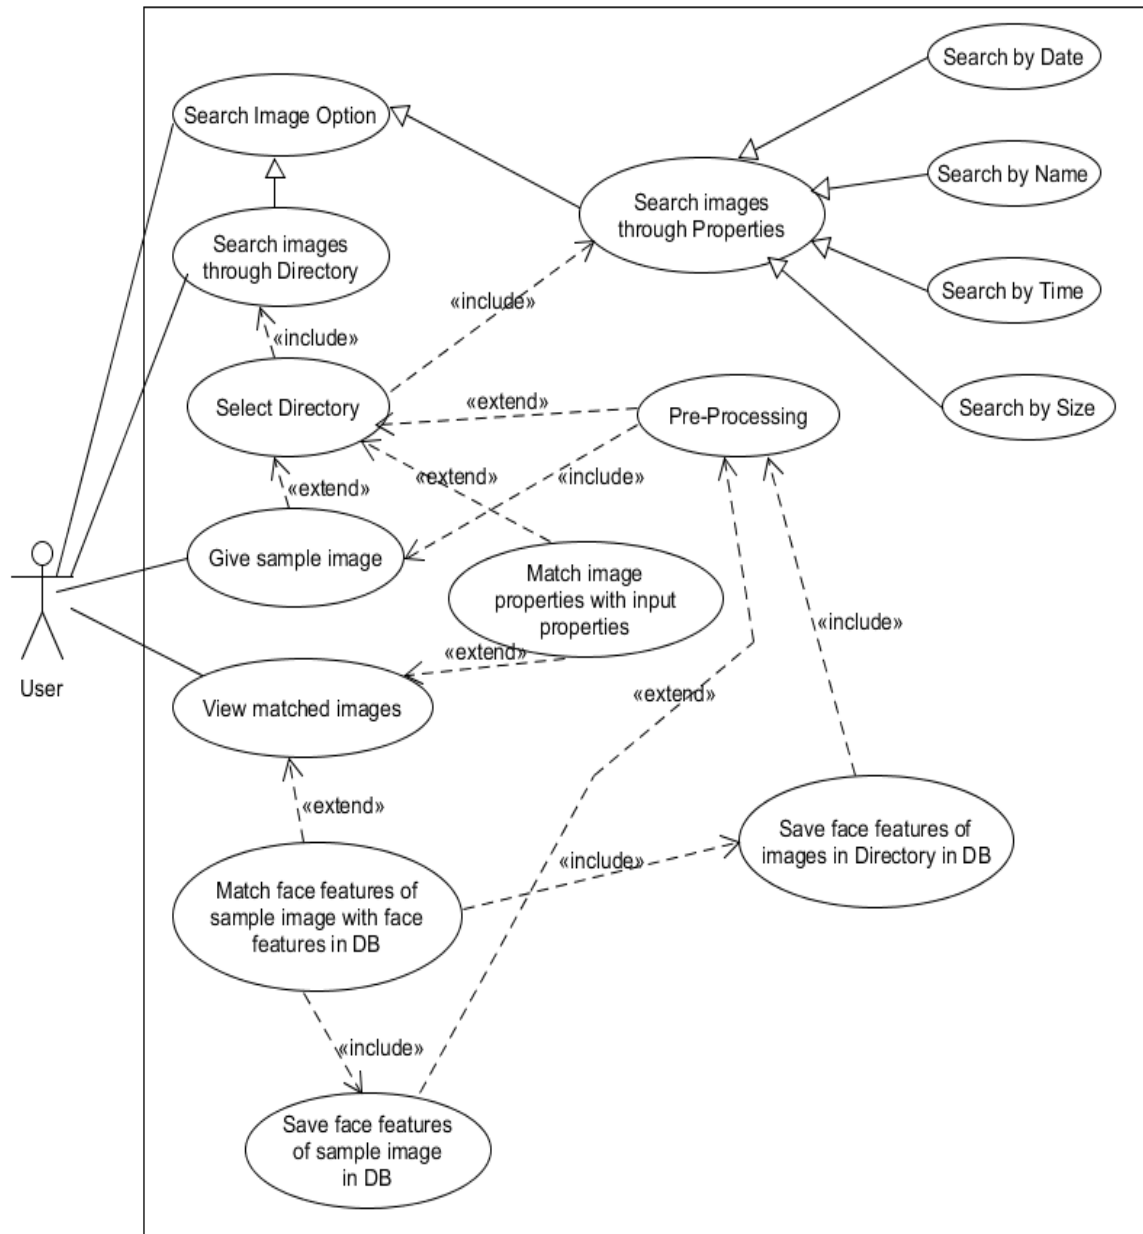 Search by Date
Search Image Option
Search by Name
Search images
through Properties
Search images
through Directory
Search by Time
«include»
«include»
Select Directory
«extend»
Pre-Processing
Search by Size
«extend»
«extend»
«include»
Give sample image
Match image
properties with input
properties
«include»
«extend»
User
View matched images
«extend»
«extend»
Save face features of
images in Directory in DB
«include»
Match face features of
sample image with face
features in DB
«include»
Save face features
of sample image
in DB